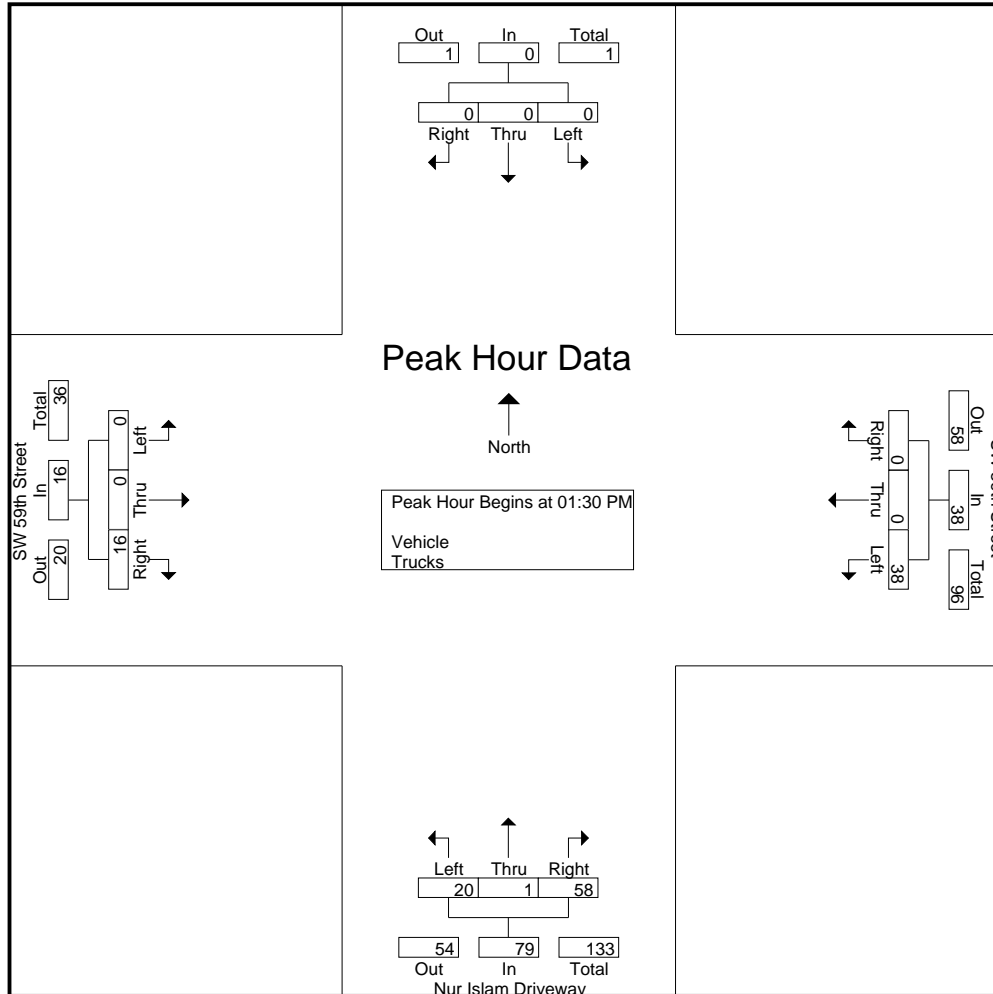 Out In Total
1 0 1
0 0 0
Right Thru Left
Peak Hour Data
North
Peak Hour Begins at 01:30 PM
Vehicle
Trucks
SW 59th Street
Total In Out
36 16 20
0 0 16
Left Thru Right
Out In Total
58 38 96
0 0 38
Right Thru Left
Left Thru Right
20 1 58
54 79 133
Out In Total
Nur Islam Driveway